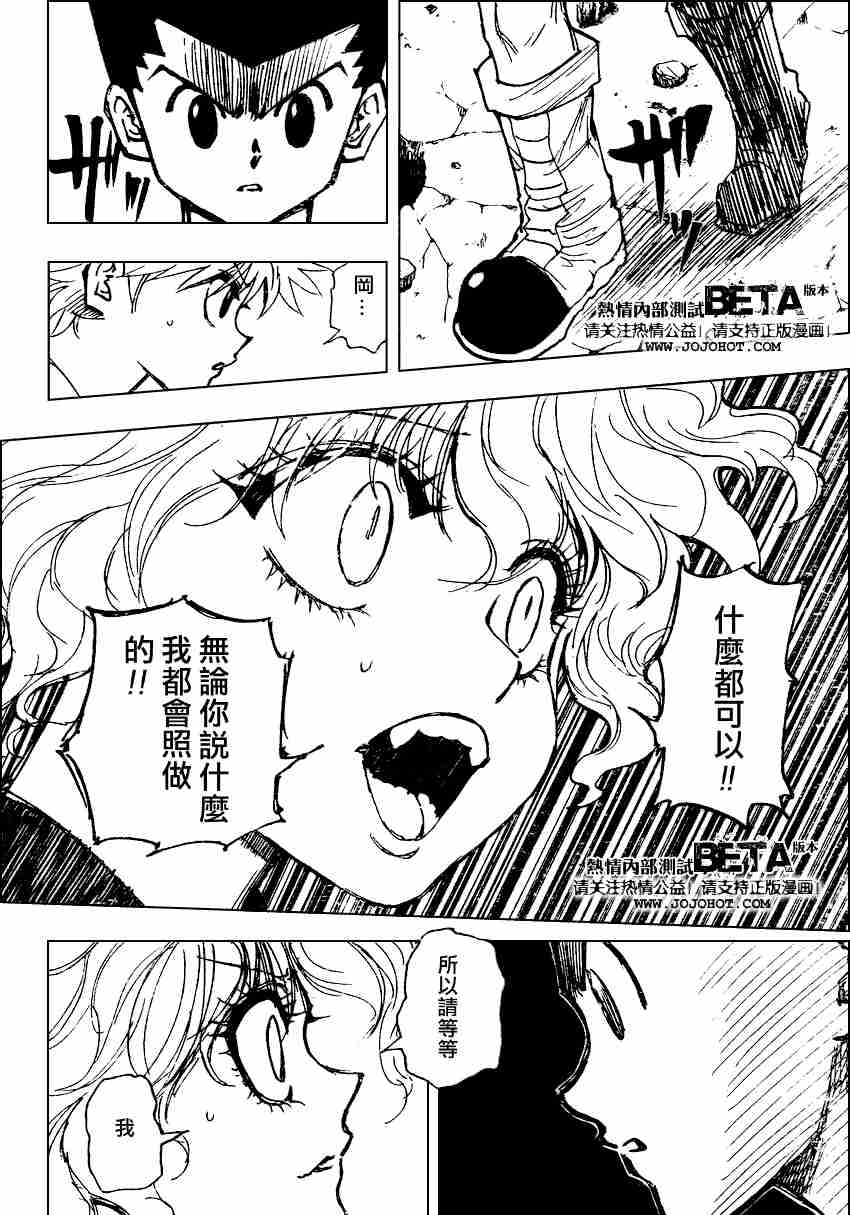 ザッ
ザッ
岡…
熱情內部測試BETA版本
请关注热情公益！请支持正版漫画！
WWW.JOJOHOT.COM
什麼都可以!!
無論你說什麼
我都會照做
的!!
熱情內部測試BETA版本
请关注热情公益！请支持正版漫画！
WWW.JOJOHOT.COM
所以請等等
我